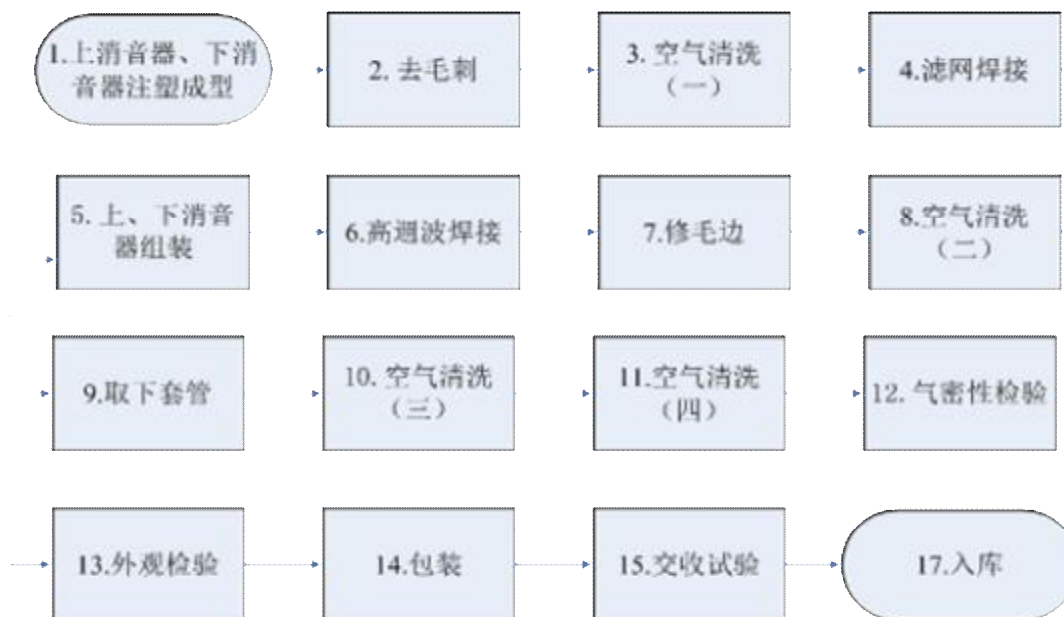 1.上消音器、下消
音器注塑成型
2. 去毛刺
3. 空气清洗
（一）
4.滤网焊接
5. 上、下消音
器组装
6.高週波焊接
7.修毛边
8.空气清洗
（二）
9.取下套管
10. 空气清洗
（三）
11.空气清洗
（四）
12. 气密性检验
13.外观检验
14.包装
15.交收试验
17.入库